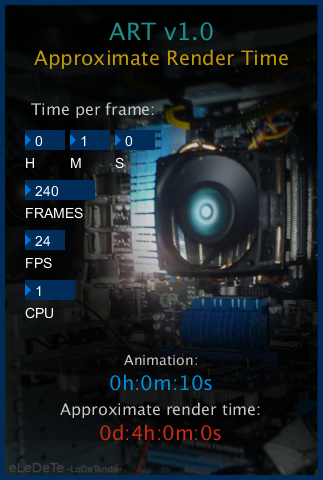 ART v1.0
Approximate Render Time
Time per frame:
0 1 0
H M S
240
FRAMES
24
FPS
1
CPU
Animation:
0h:0m:10s
Approximate render time:
0d:4h:0m:0s
eLeDeTe -LaDeTenda-